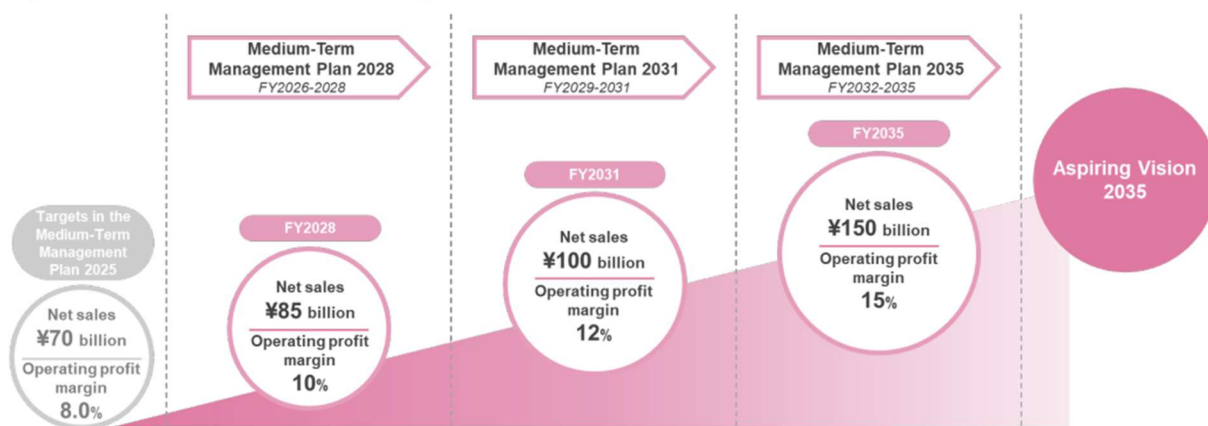 Medium-Term
Management Plan 2028
FY2026-2028
Medium-Term
Management Plan 2031
FY2029-2031
Medium-Term
Management Plan 2035
FY2032-2035
Targets in the
Medium-Term
Management
Plan 2025
Net sales
¥70 billion
Operating profit
margin
8.0%
FY2028
Net sales
¥85 billion
Operating profit
margin
10%
FY2031
Net sales
¥100 billion
Operating profit
margin
12%
FY2035
Net sales
¥150 billion
Operating profit
margin
15%
Aspiring Vision
2035